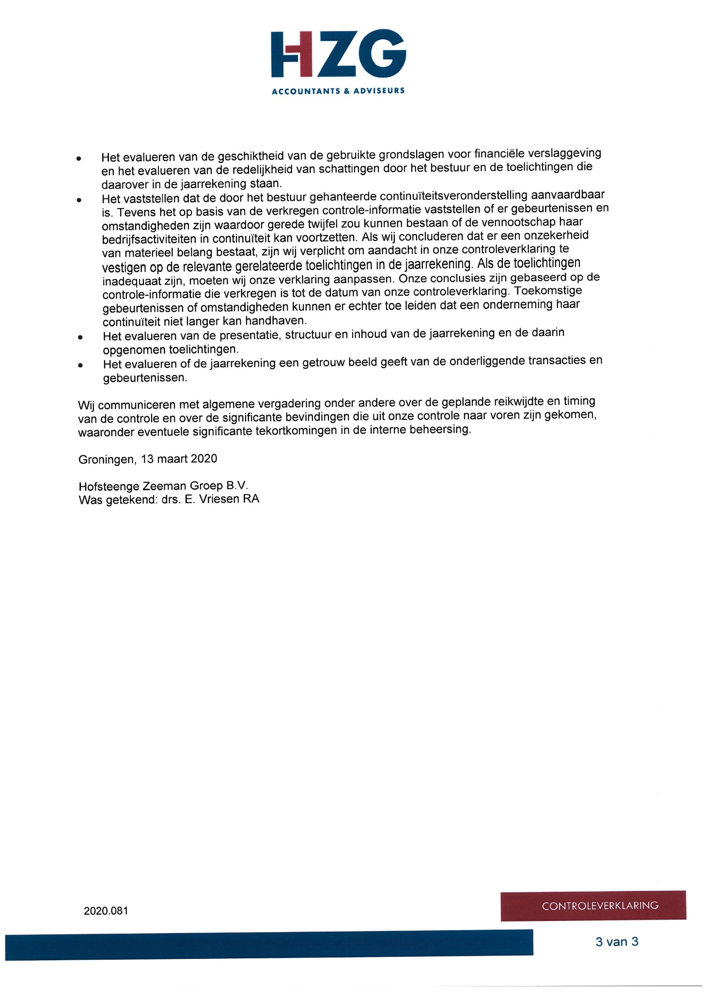 HZG
ACCOUNTANTS & ADVISEURS
• Het evalueren van de geschiktheid van de gebruikte grondslagen voor financiële verslaggeving
en het evalueren van de redelijkheid van schattingen door het bestuur en de toelichtingen die
daarover in de jaarrekening staan.
• Het vaststellen dat de door het bestuur gehanteerde continuïteitsveronderstelling aanvaardbaar
is. Tevens het op basis van de verkregen controle-informatie vaststellen of er gebeurtenissen en
omstandigheden zijn waardoor gerede twijfel zou kunnen bestaan of de vennootschap haar
bedrijfsactiviteiten in continuïteit kan voortzetten. Als wij concluderen dat er een onzekerheid
van materieel belang bestaat, zijn wij verplicht om aandacht in onze controleverklaring te
vestigen op de relevante gerelateerde toelichtingen in de jaarrekening. Als de toelichtingen
inadequaat zijn, moeten wij onze verklaring aanpassen. Onze conclusies zijn gebaseerd op de
controle-informatie die verkregen is tot de datum van onze controleverklaring. Toekomstige
gebeurtenissen of omstandigheden kunnen er echter toe leiden dat een onderneming haar
continuïteit niet langer kan handhaven.
• Het evalueren van de presentatie, structuur en inhoud van de jaarrekening en de daarin
opgenomen toelichtingen.
• Het evalueren of de jaarrekening een getrouw beeld geeft van de onderliggende transacties en
gebeurtenissen.
Wij communiceren met algemene vergadering onder andere over de geplande reikwijdte en timing
van de controle en over de significante bevindingen die uit onze controle naar voren zijn gekomen,
waaronder eventuele significante tekortkomingen in de interne beheersing.
Groningen, 13 maart 2020
Hofsteenge Zeeman Groep B.V.
Was getekend: drs. E. Vriesen RA
2020.081
CONTROLEVERKLARING
3 van 3